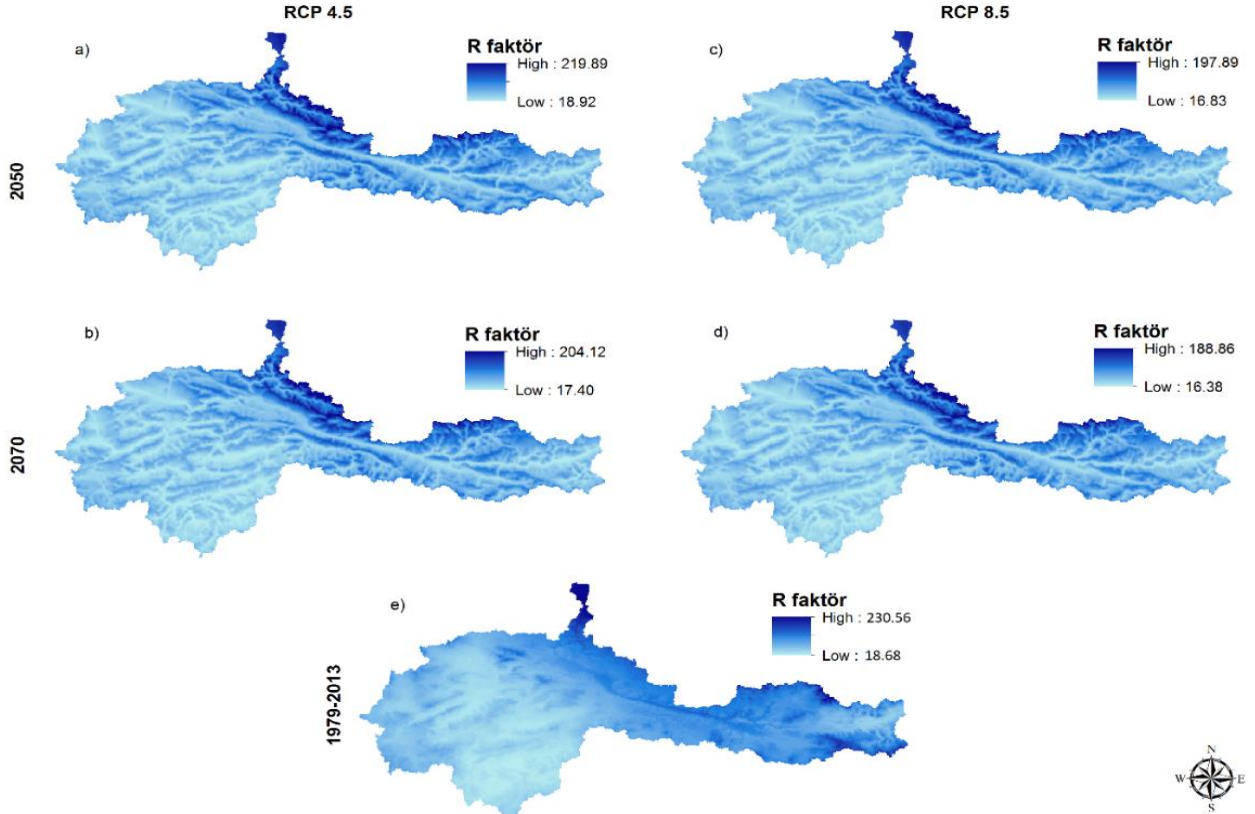 RCP 4.5
RCP 8.5
a)
R faktör
High : 219.89
Low : 18.92
c)
R faktör
High : 197.89
Low : 16.83
2050
b)
R faktör
High : 204.12
Low : 17.40
d)
R faktör
High : 188.86
Low : 16.38
2070
e)
R faktör
High : 230.56
Low : 18.68
1979-2013
N
W
E
S